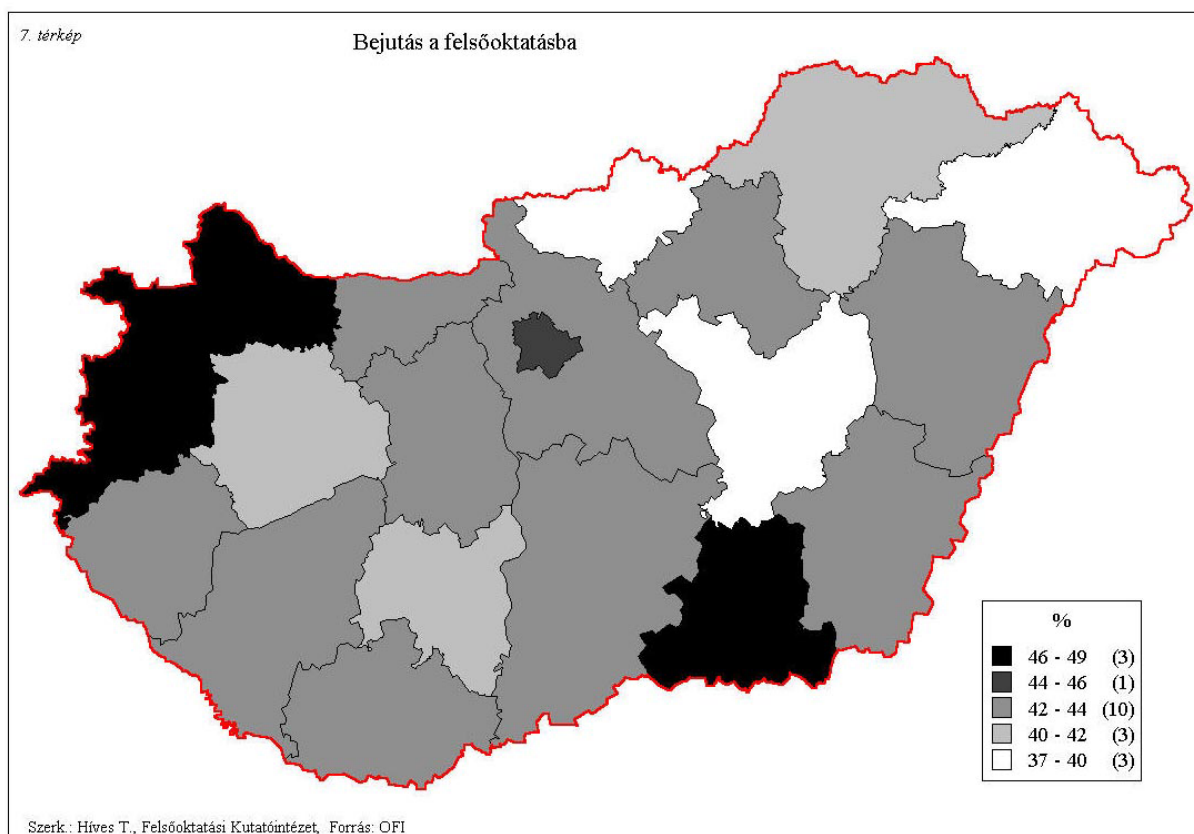 7. térkép
Bejutás a felsőoktatásba
%
46 - 49 (3)
44 - 46 (1)
42 - 44 (10)
40 - 42 (3)
37 - 40 (3)
Szerk.: Híves T., Felsőoktatási Kutatóintézet, Forrás: OFI